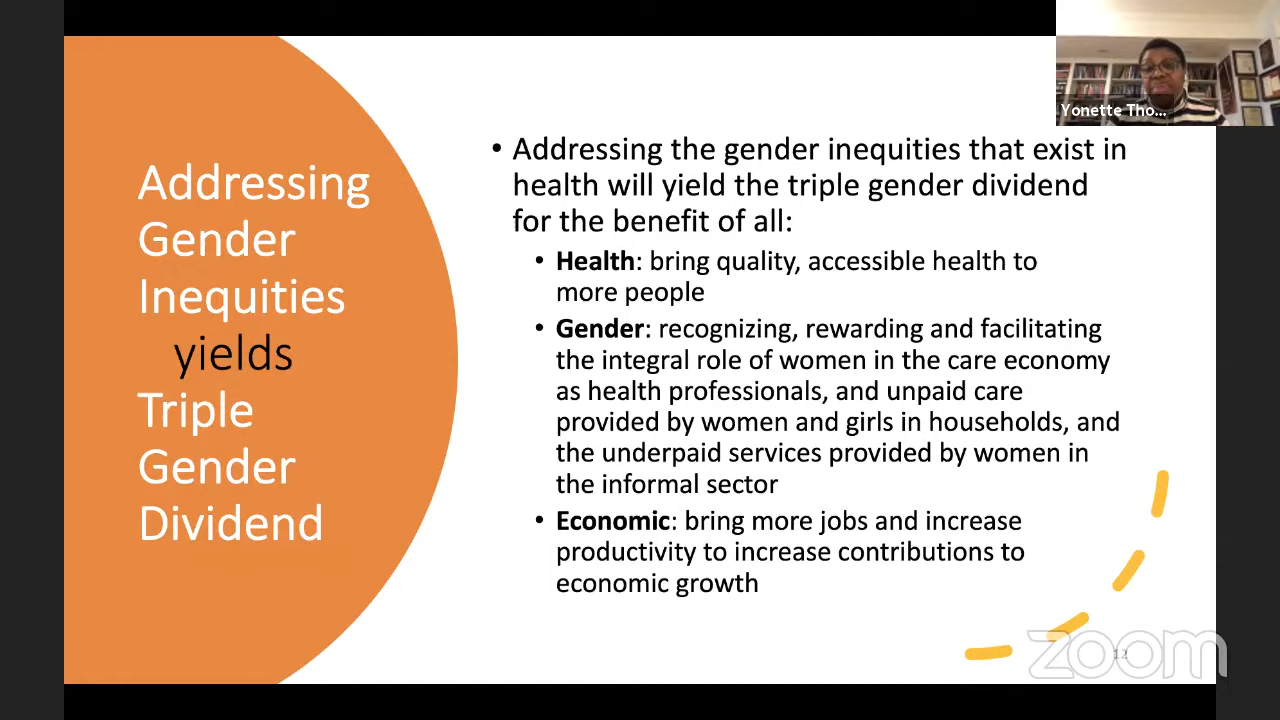 Addressing
Gender
Inequities
yields
Triple
Gender
Dividend
• Addressing the gender inequities that exist in
health will yield the triple gender dividend
for the benefit of all:
• Health: bring quality, accessible health to
more people
• Gender: recognizing, rewarding and facilitating
the integral role of women in the care economy
as health professionals, and unpaid care
provided by women and girls in households, and
the underpaid services provided by women in
the informal sector
• Economic: bring more jobs and increase
productivity to increase contributions to
economic growth
Yonette Tho...
12
zoom